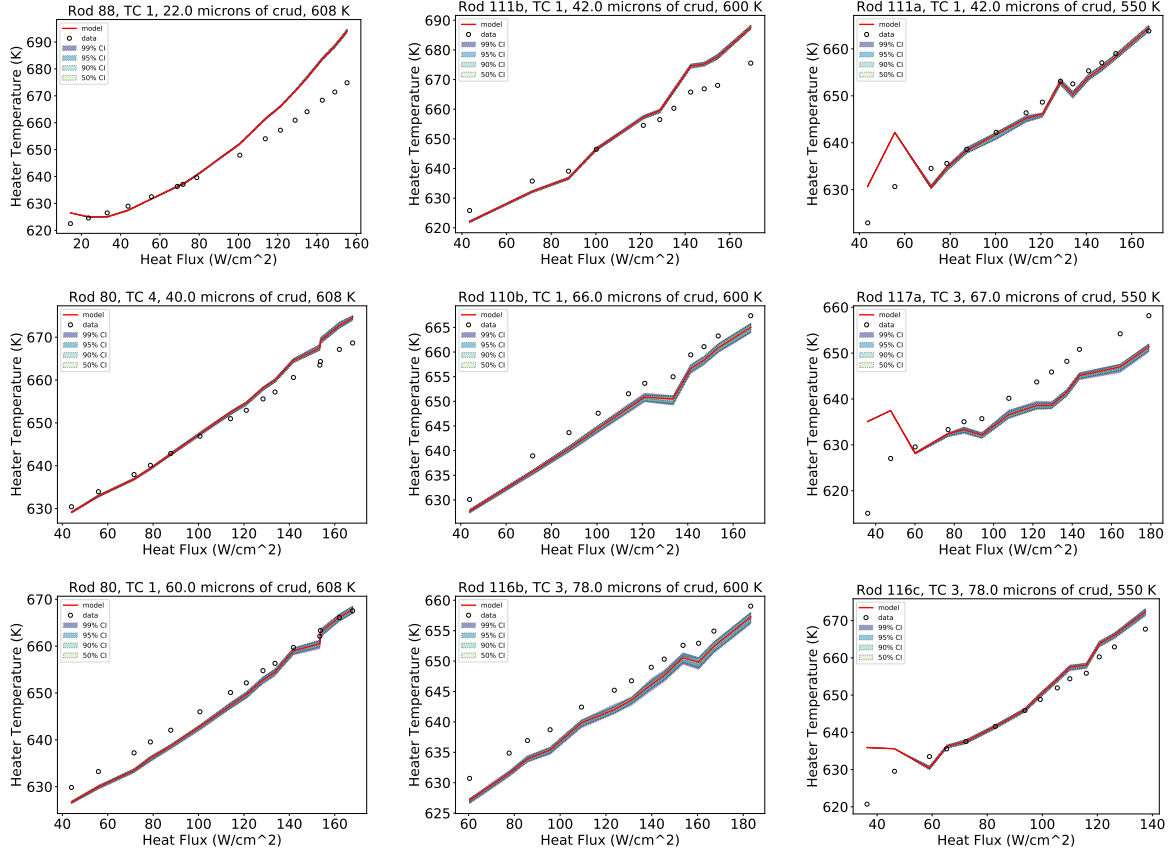 Rod 88, TC 1, 22.0 microns of crud, 608 K
Heater Temperature (K)
690
680
670
660
650
640
630
620
model
data
99% CI
95% CI
90% CI
50% CI
20 40 60 80 100 120 140 160
Heat Flux (W/cm^2)
Rod 111b, TC 1, 42.0 microns of crud, 600 K
Heater Temperature (K)
690
680
670
660
650
640
630
620
model
data
99% CI
95% CI
90% CI
50% CI
40 60 80 100 120 140 160
Heat Flux (W/cm^2)
Rod 111a, TC 1, 42.0 microns of crud, 550 K
Heater Temperature (K)
660
650
640
630
model
data
99% CI
95% CI
90% CI
50% CI
40 60 80 100 120 140 160
Heat Flux (W/cm^2)
Rod 80, TC 4, 40.0 microns of crud, 608 K
Heater Temperature (K)
670
660
650
640
630
model
data
99% CI
95% CI
90% CI
50% CI
40 60 80 100 120 140 160
Heat Flux (W/cm^2)
Rod 110b, TC 1, 66.0 microns of crud, 600 K
Heater Temperature (K)
665
660
655
650
645
640
635
630
model
data
99% CI
95% CI
90% CI
50% CI
40 60 80 100 120 140 160
Heat Flux (W/cm^2)
Rod 117a, TC 3, 67.0 microns of crud, 550 K
Heater Temperature (K)
660
650
640
630
620
model
data
99% CI
95% CI
90% CI
50% CI
40 60 80 100 120 140 160 180
Heat Flux (W/cm^2)
Rod 80, TC 1, 60.0 microns of crud, 608 K
Heater Temperature (K)
670
660
650
640
630
model
data
99% CI
95% CI
90% CI
50% CI
40 60 80 100 120 140 160
Heat Flux (W/cm^2)
Rod 116b, TC 3, 78.0 microns of crud, 600 K
Heater Temperature (K)
660
655
650
645
640
635
630
625
model
data
99% CI
95% CI
90% CI
50% CI
60 80 100 120 140 160 180
Heat Flux (W/cm^2)
Rod 116c, TC 3, 78.0 microns of crud, 550 K
Heater Temperature (K)
670
660
650
640
630
620
model
data
99% CI
95% CI
90% CI
50% CI
40 60 80 100 120 140
Heat Flux (W/cm^2)